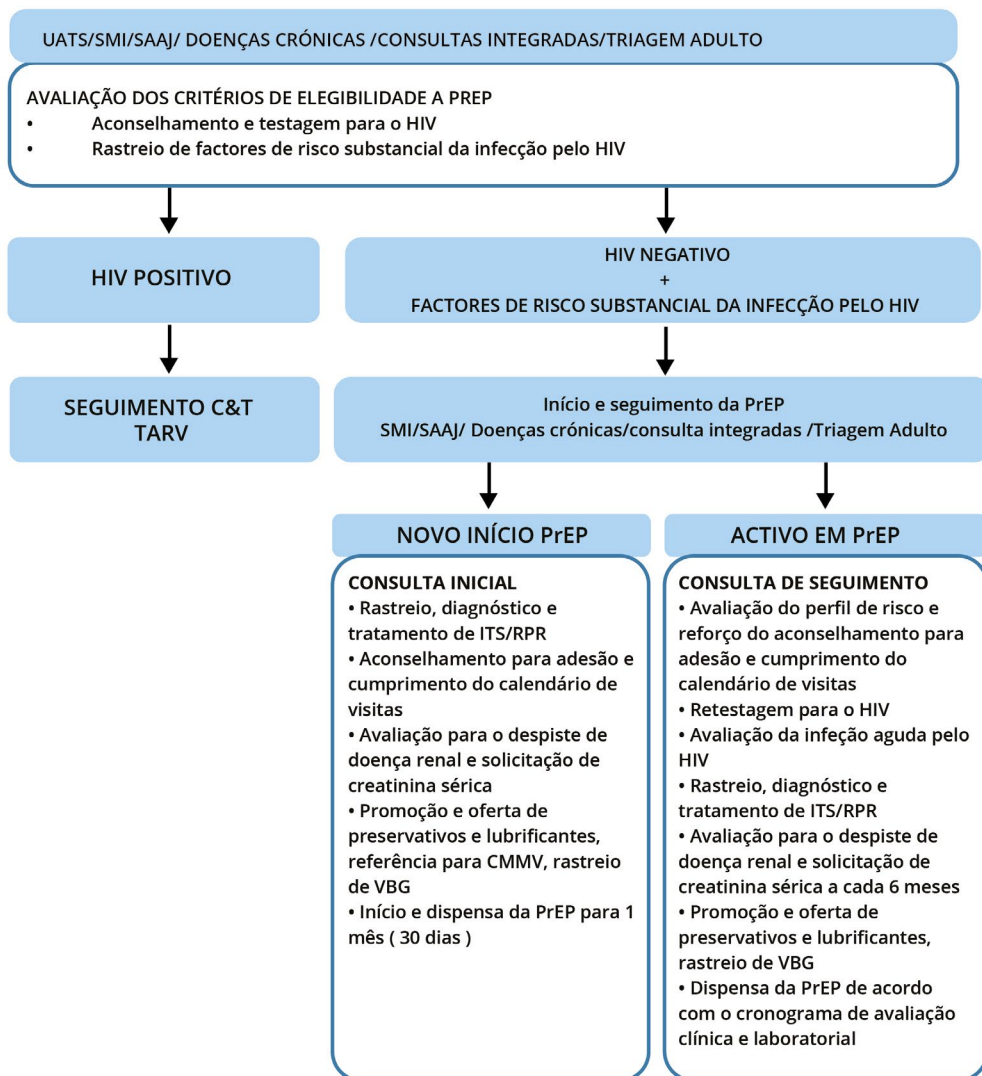 UATS/SMI/SAAJ/ DOENÇAS CRÓNICAS /CONSULTAS INTEGRADAS/TRIAGEM ADULTO
AVALIAÇÃO DOS CRITÉRIOS DE ELEGIBILIDADE A PREP
• Aconselhamento e testagem para o HIV
• Rastreio de factores de risco substancial da infecção pelo HIV
HIV POSITIVO
HIV NEGATIVO
+
FACTORES DE RISCO SUBSTANCIAL DA INFECÇÃO PELO HIV
SEGUIMENTO C&T
TARV
Início e seguimento da PrEP
SMI/SAAJ/ Doenças crónicas/consulta integradas /Triagem Adulto
NOVO INÍCIO PrEP
CONSULTA INICIAL
• Rastreio, diagnóstico e
tratamento de ITS/RPR
• Aconselhamento para adesão e
cumprimento do calendário de
visitas
• Avaliação para o despiste de
doença renal e solicitação de
creatinina sérica
• Promoção e oferta de
preservativos e lubrificantes,
referência para CMMV, rastreio
de VBG
• Início e dispensa da PrEP para 1
mês ( 30 dias )
ACTIVO EM PrEP
CONSULTA DE SEGUIMENTO
• Avaliação do perfil de risco e
reforço do aconselhamento para
adesão e cumprimento do
calendário de visitas
• Retestagem para o HIV
• Avaliação da infeção aguda pelo
HIV
• Rastreio, diagnóstico e
tratamento de ITS/RPR
• Avaliação para o despiste de
doença renal e solicitação de
creatinina sérica a cada 6 meses
• Promoção e oferta de
preservativos e lubrificantes,
rastreio de VBG
• Dispensa da PrEP de acordo
com o cronograma de avaliação
clínica e laboratorial